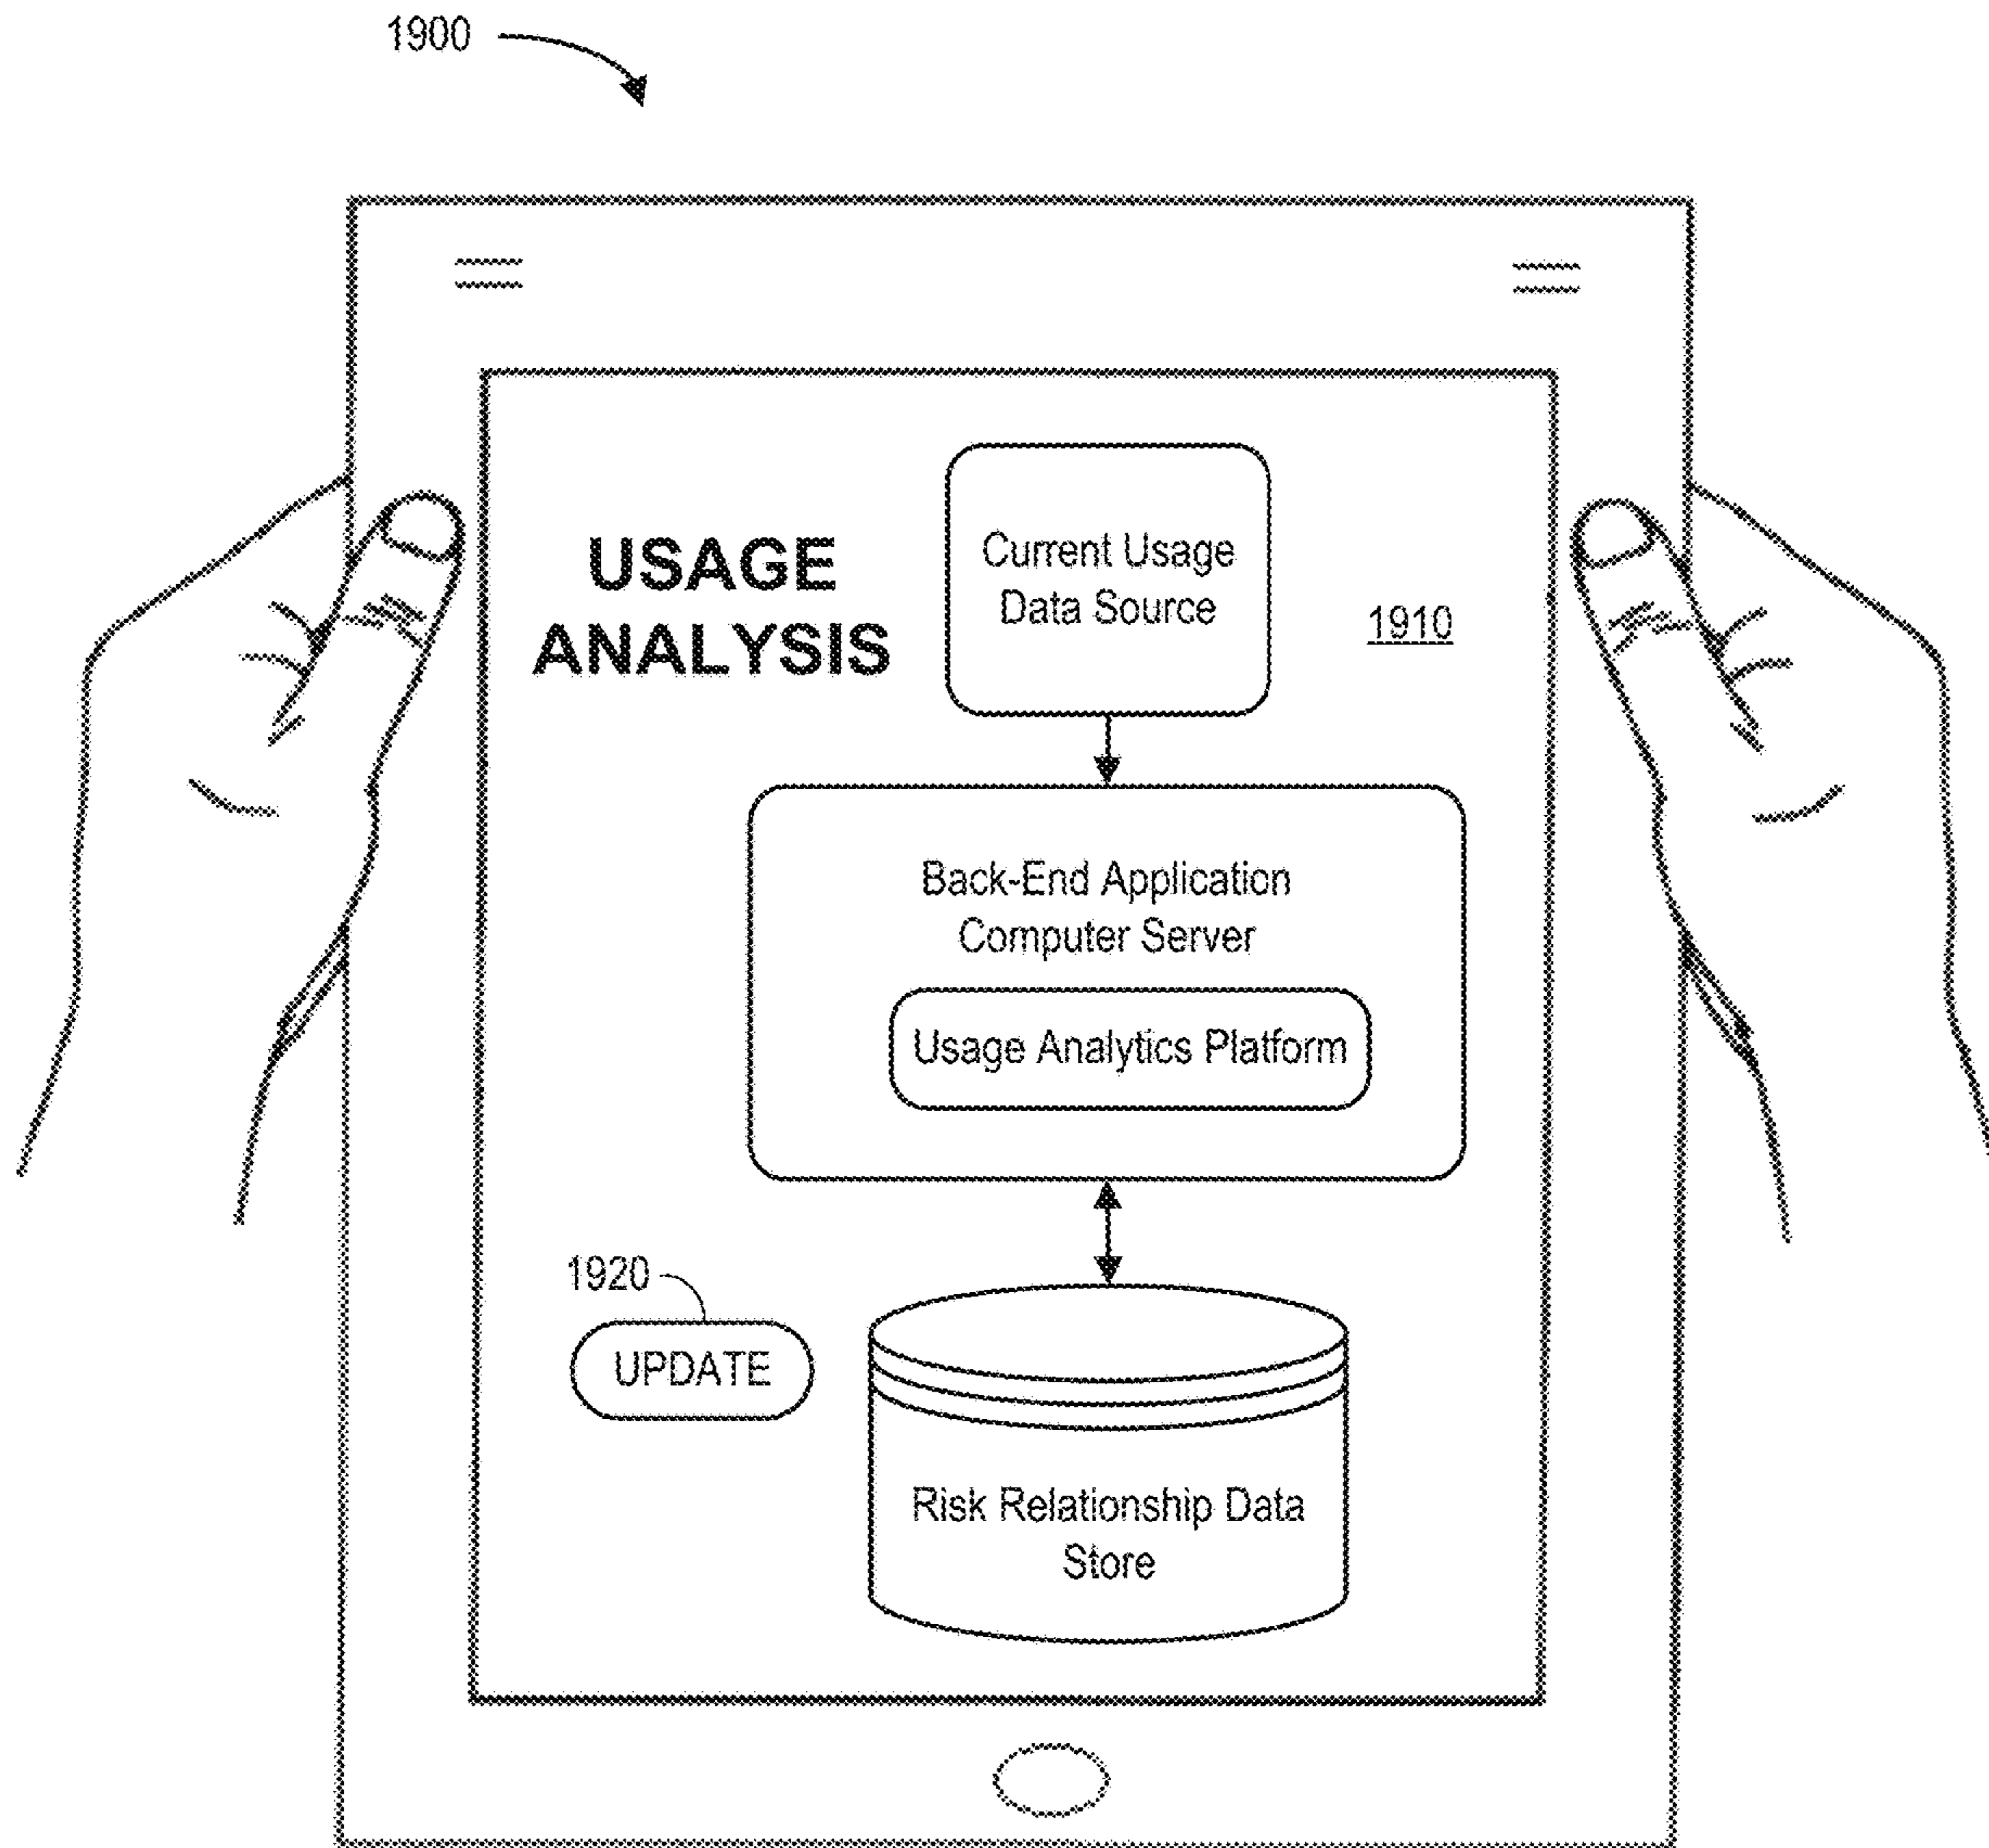 1900
USAGE
ANALYSIS
Current Usage
Data Source
1910
Back-End Application
Computer Server
Usage Analytics Platform
1920
UPDATE
Risk Relationship Data
Store